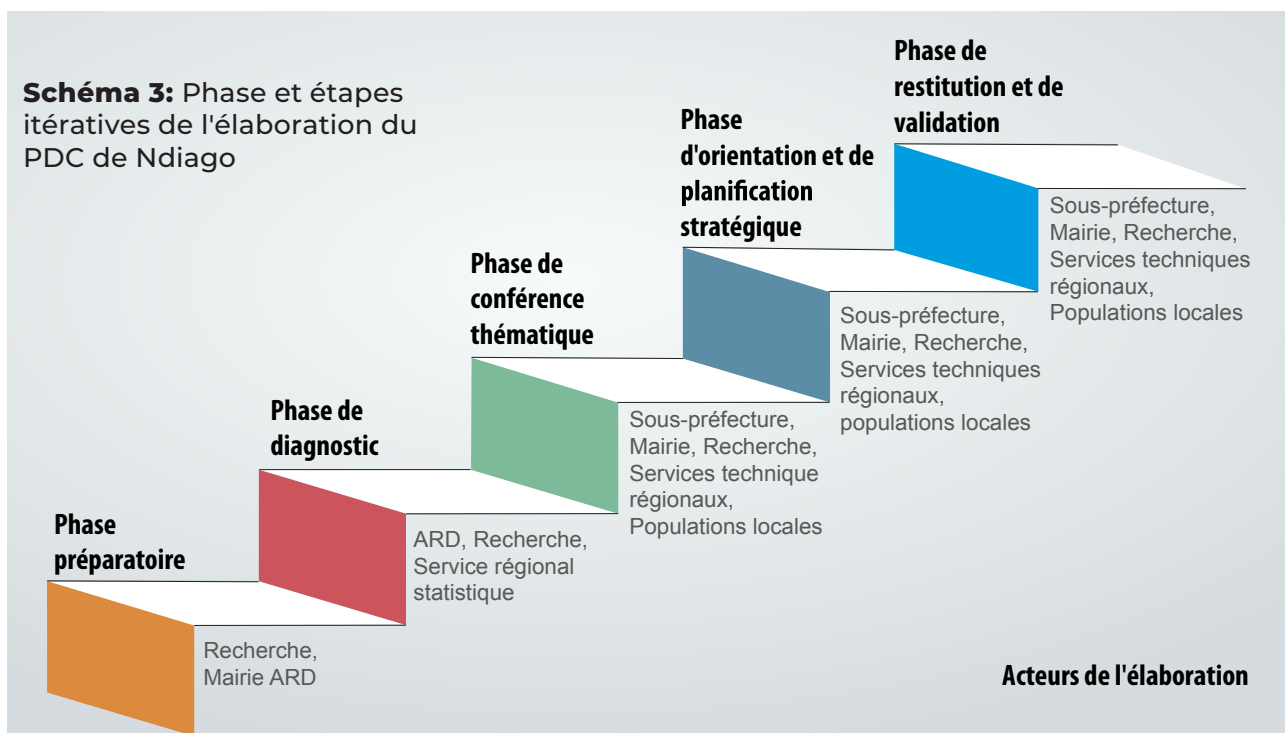 Schéma 3: Phase et étapes
itératives de l'élaboration du
PDC de Ndiago
Phase
préparatoire
Recherche,
Mairie ARD
Phase de
diagnostic
ARD, Recherche,
Service régional
statistique
Phase de
conférence
thématique
Sous-préfecture,
Mairie, Recherche,
Services technique
régionaux,
Populations locales
Phase
d'orientation et de
planification
stratégique
Sous-préfecture,
Mairie, Recherche,
Services techniques
régionaux,
populations locales
Phase de
restitution et de
validation
Sous-préfecture,
Mairie, Recherche,
Services techniques
régionaux,
Populations locales
Acteurs de l'élaboration